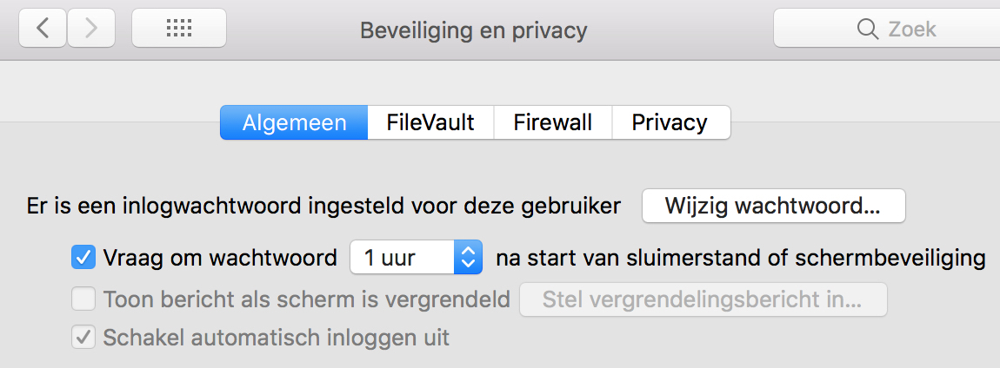 Beveiliging en privacy
Zoek
Algemeen FileVault Firewall Privacy
Er is een inlogwachtwoord ingesteld voor deze gebruiker Wijzig wachtwoord...
Vraag om wachtwoord 1 uur na start van sluimerstand of schermbeveiliging
Toon bericht als scherm is vergrendeld Stel vergrendelingsbericht in...
Schakel automatisch inloggen uit